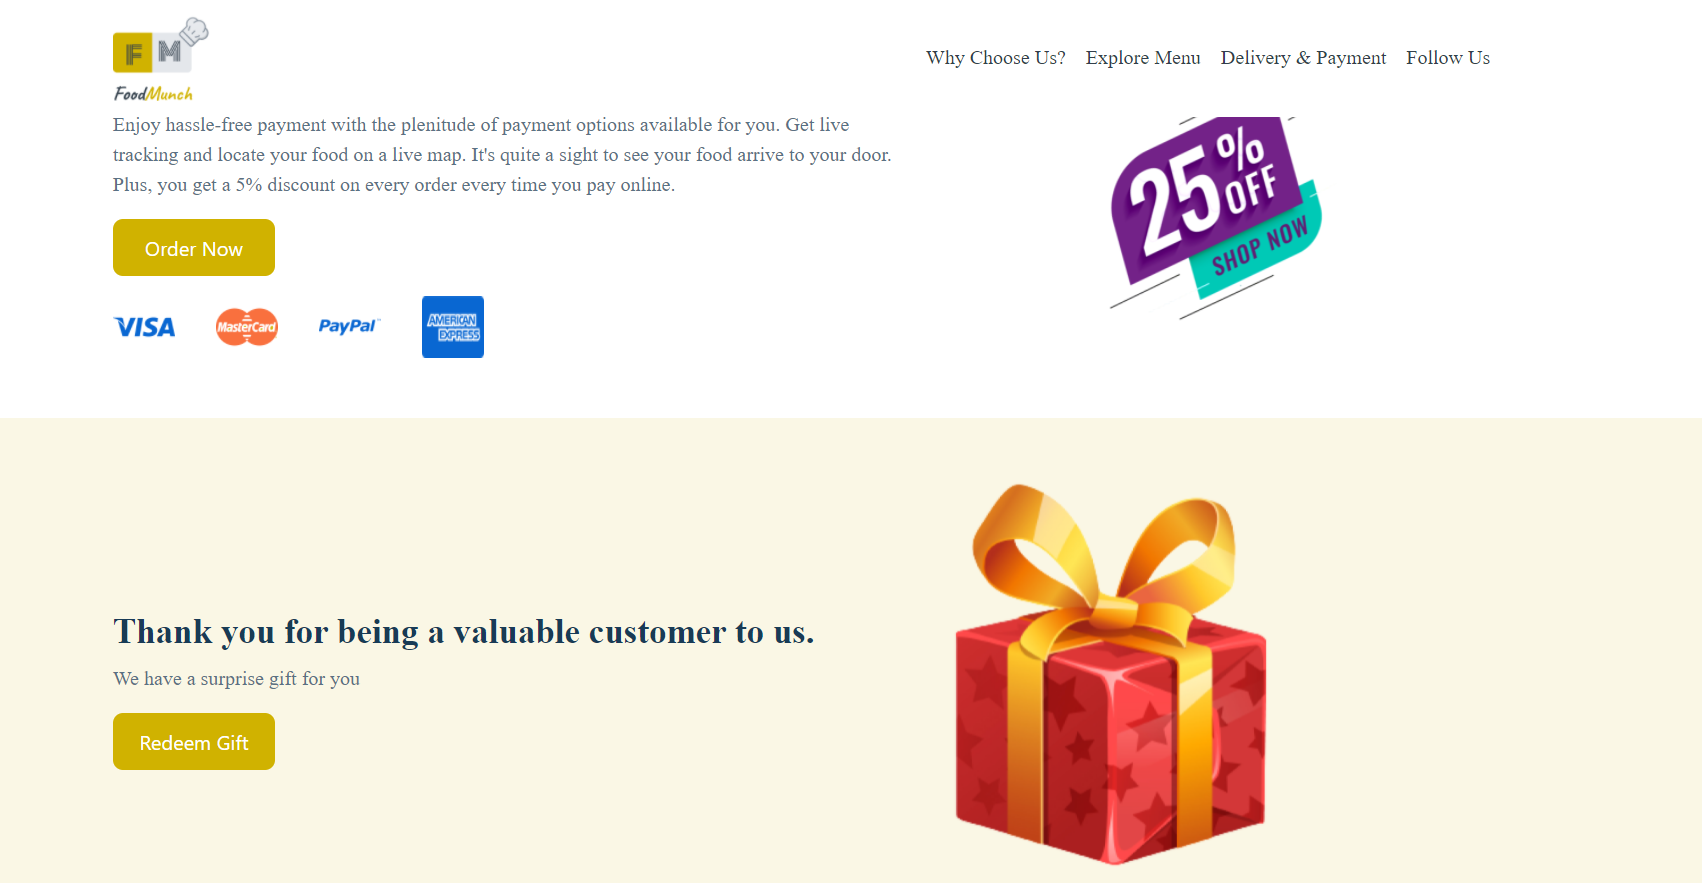 F M
FoodMunch
Why Choose Us? Explore Menu Delivery & Payment Follow Us
Enjoy hassle-free payment with the plenitude of payment options available for you. Get live
tracking and locate your food on a live map. It's quite a sight to see your food arrive to your door.
Plus, you get a 5% discount on every order every time you pay online.
25% OFF
SHOP NOW
Order Now
VISA
MasterCard
PayPal™
AMERICAN
EXPRESS
Thank you for being a valuable customer to us.
We have a surprise gift for you
Redeem Gift